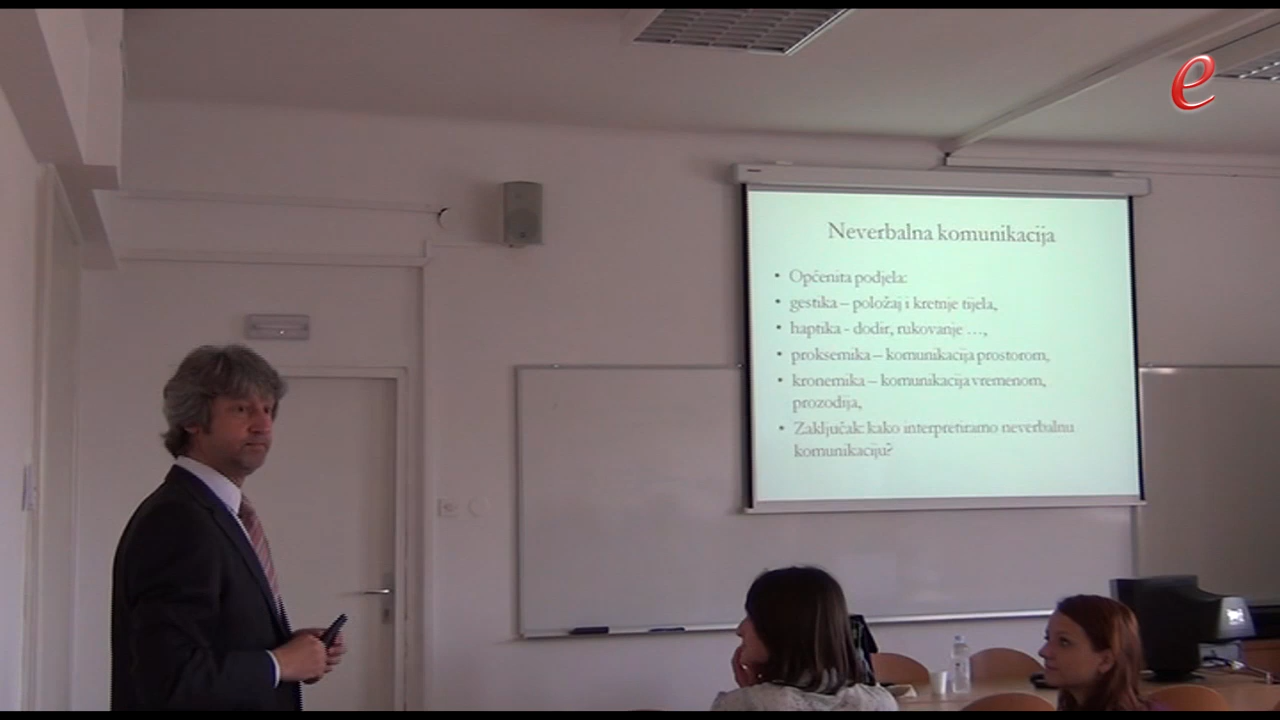 e
Neverbalna komunikacija
• Općenita podjela:
• gestika – položaj i kretnje tijela,
• haptika - dodir, rukovanje …,
• proksemika – komunikacija prostorom,
• kronemika – komunikacija vremenom,
prozodija,
• Zaključak: kako interpretiramo neverbalnu
komunikaciju?